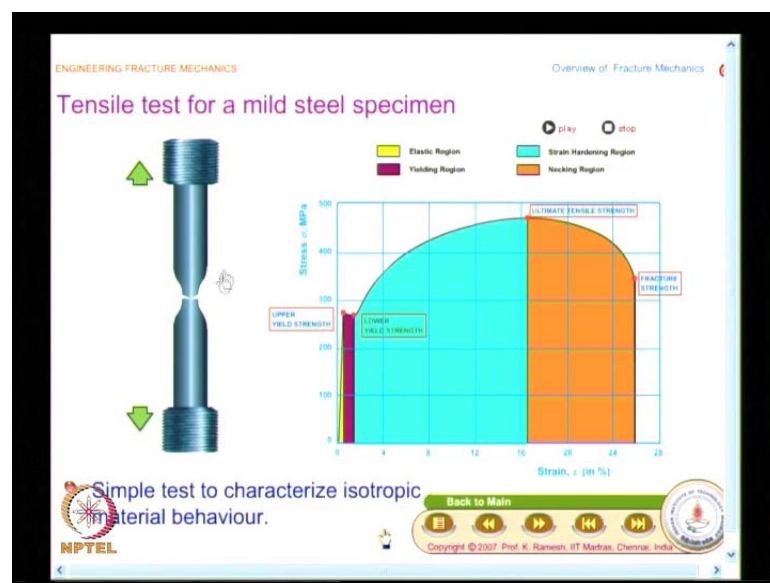 ENGINEERING FRACTURE MECHANICS
Overview of Fracture Mechanics
Tensile test for a mild steel specimen
play
stop
Elastic Region
Strain Hardening Region
Yielding Region
Necking Region
Stress σ, MPa
500
400
300
200
100
0
ULTIMATE TENSILE STRENGTH
FRACTURE
STRENGTH
UPPER
YIELD STRENGTH
LOWER
YIELD STRENGTH
0 4 8 12 16 20 24 28
Strain, ε (in %)
Simple test to characterize isotropic
material behaviour.
NPTEL
Back to Main
Copyright © 2007 Prof. K. Ramesh, IIT Madras, Chennai, India